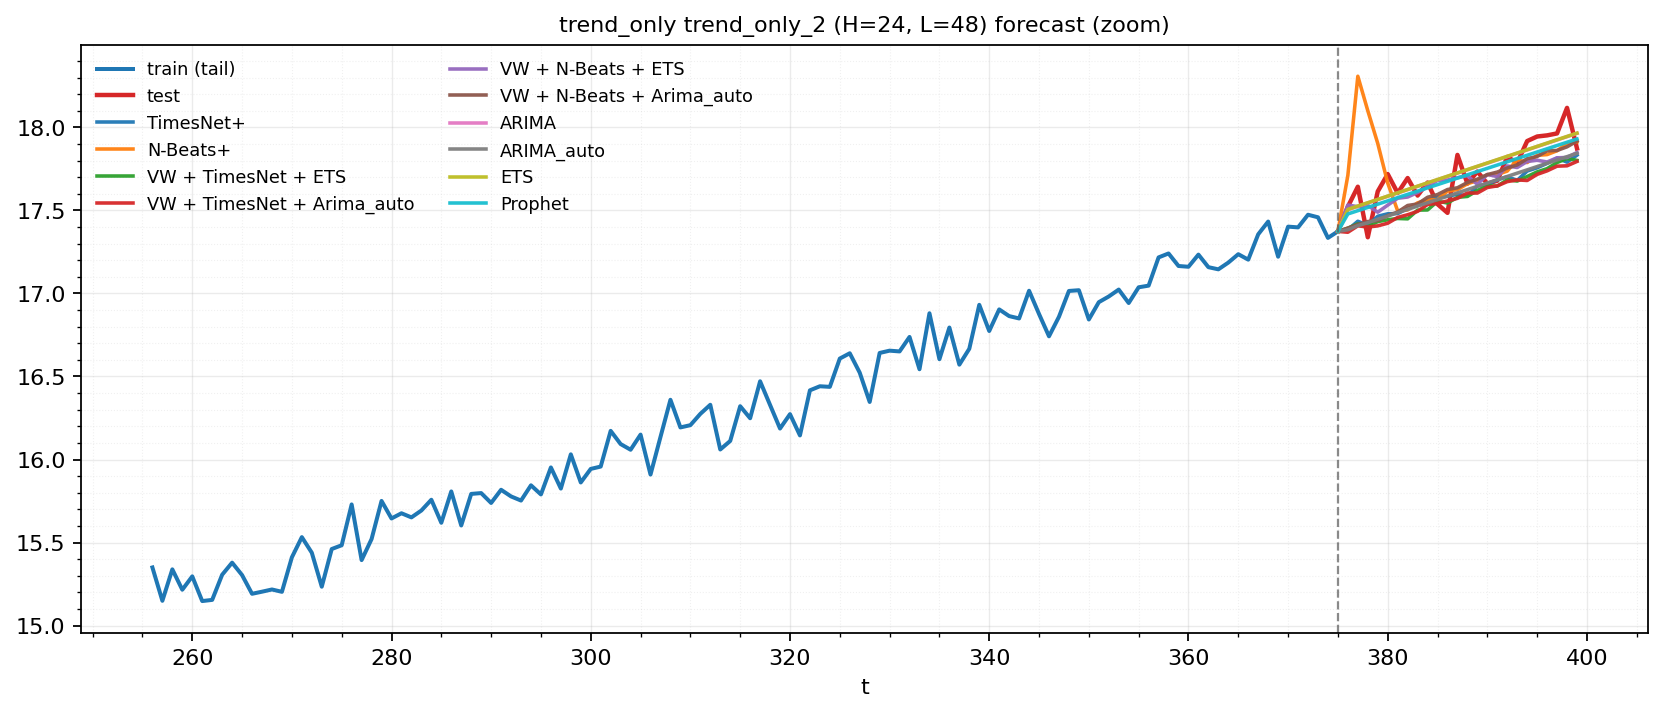 trend_only trend_only_2 (H=24, L=48) forecast (zoom)
train (tail)
test
TimesNet+
N-Beats+
VW + TimesNet + ETS
VW + TimesNet + Arima_auto
VW + N-Beats + ETS
VW + N-Beats + Arima_auto
ARIMA
ARIMA_auto
ETS
Prophet
18.0
17.5
17.0
16.5
16.0
15.5
15.0
260 280 300 320 340 360 380 400
t